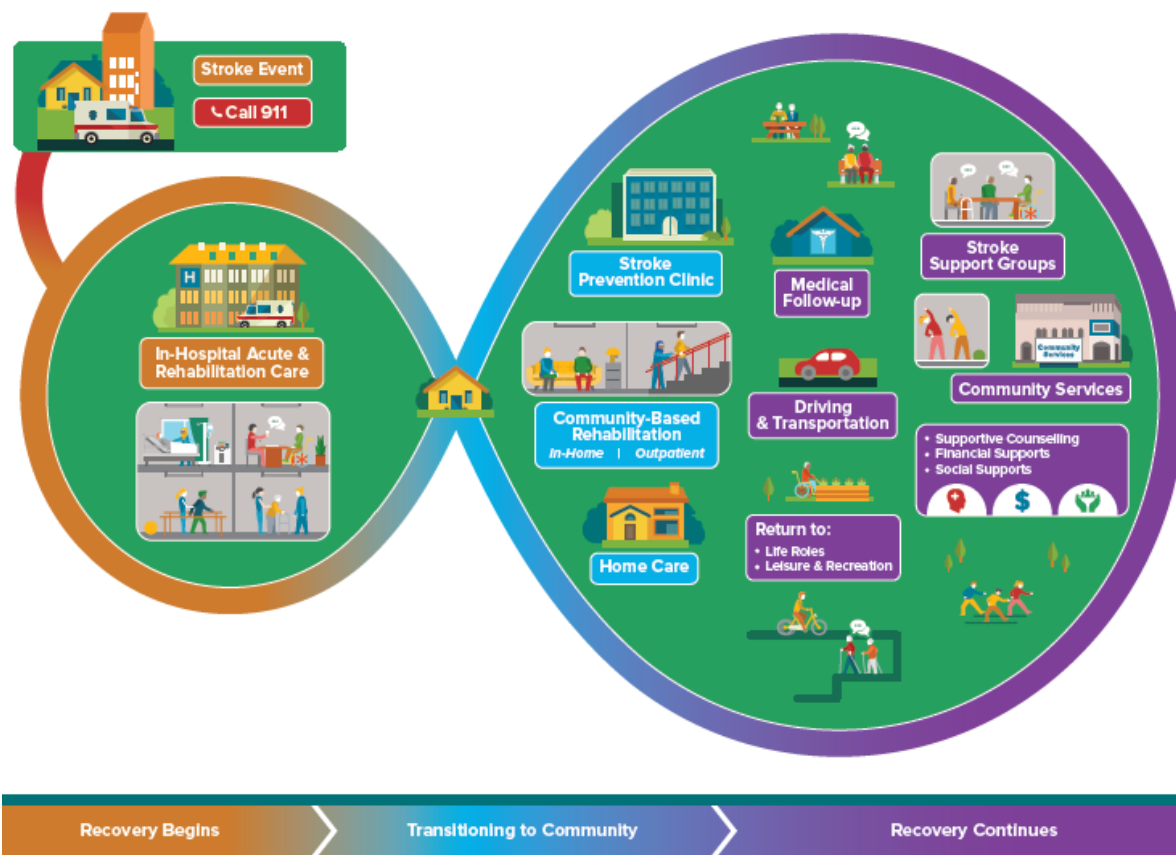 Stroke Event
Call 911
H
In-Hospital Acute &
Rehabilitation Care
Stroke
Prevention Clinic
Community-Based
Rehabilitation
In-Home | Outpatient
Home Care
Medical
Follow-up
Driving
& Transportation
Return to:
• Life Roles
• Leisure & Recreation
Stroke
Support Groups
Community
Services
Community Services
• Supportive Counselling
• Financial Supports
• Social Supports
$
Recovery Begins
Transitioning to Community
Recovery Continues